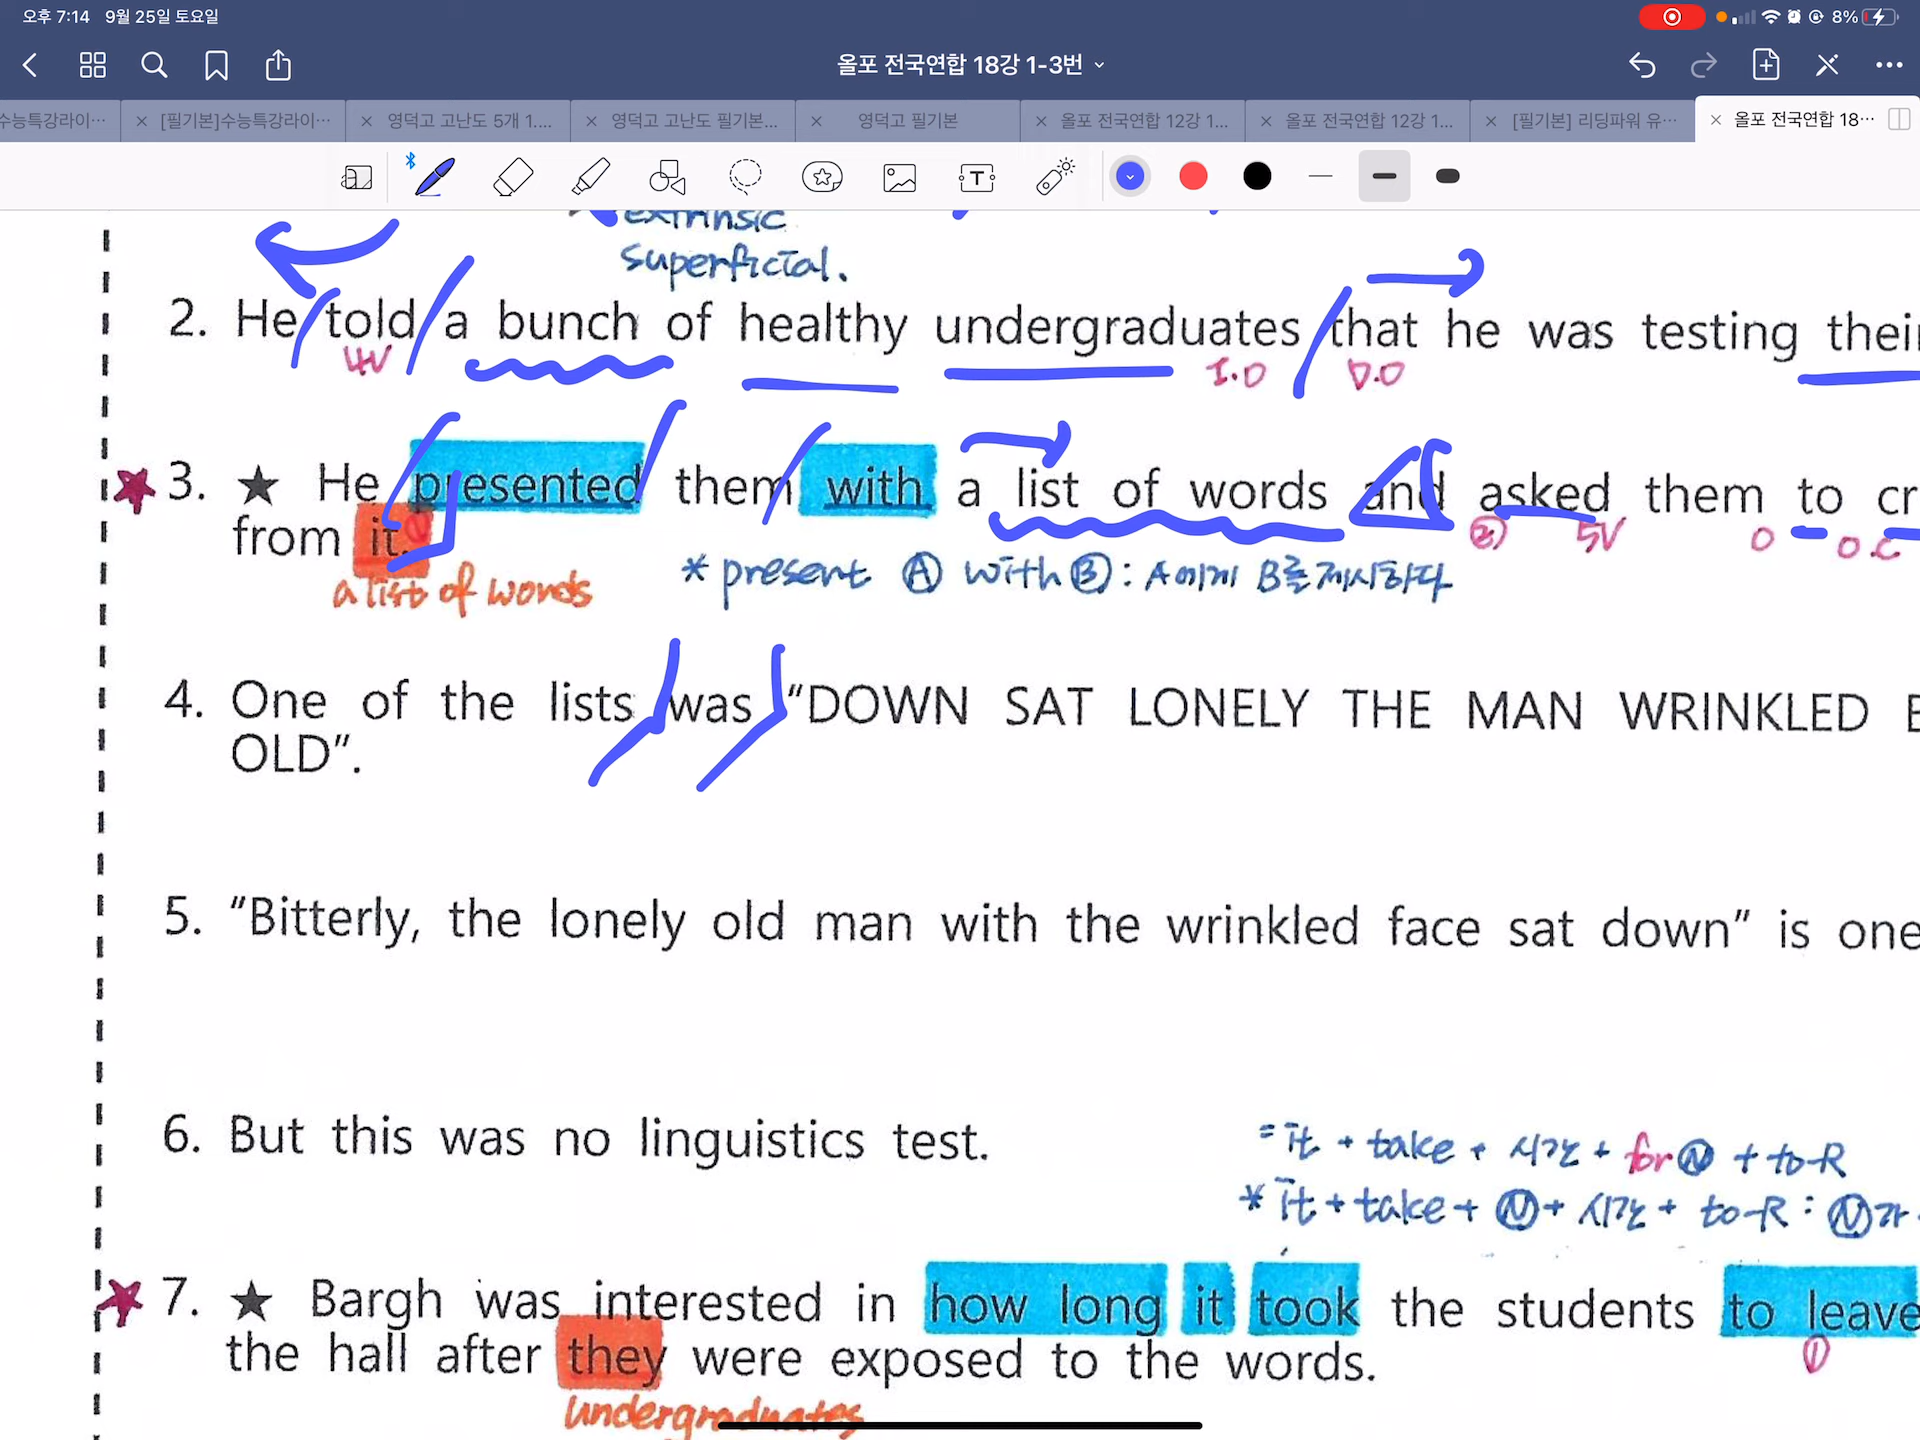 오후 7:14 9월 25일 토요일 8%
올포 전국연합 18강 1-3번
수능특강라이… [필기본]수능특강라이… 영덕고 고난도 5개 1.... 영덕고 고난도 필기본... 영덕고 필기본 올포 전국연합 12강 1... 올포 전국연합 12강 1... [필기본] 리딩파워 유… 올포 전국연합 18…
extrinsic
superficial.
2. He told a bunch of healthy undergraduates that he was testing their
4V I.O D.O
3. ★ He presented them with a list of words and asked them to cr
② 5V O O.C
from it.
a list of words
* present Ⓐ with Ⓑ : A에게 B를 제시하다
4. One of the lists was "DOWN SAT LONELY THE MAN WRINKLED
OLD".
5. "Bitterly, the lonely old man with the wrinkled face sat down" is one
6. But this was no linguistics test.
= it + take + 시간 + for Ⓝ + to-R
* it + take + Ⓝ + 시간 + to-R : Ⓝ가
7. ★ Bargh was interested in how long it took the students to leave
①
the hall after they were exposed to the words.
undergraduates